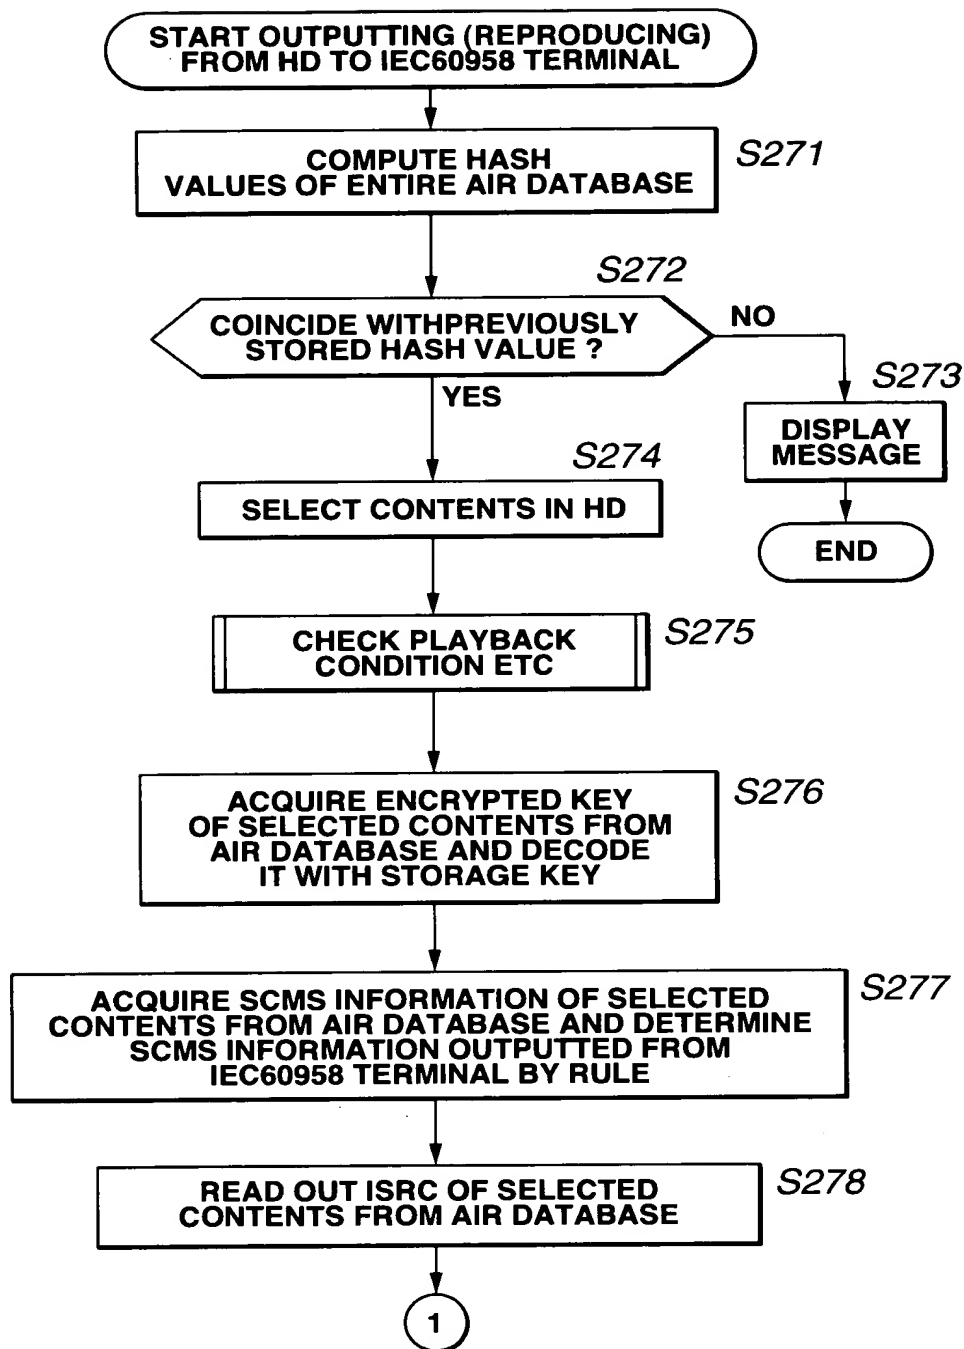 START OUTPUTTING (REPRODUCING)
FROM HD TO IEC60958 TERMINAL
COMPUTE HASH
VALUES OF ENTIRE AIR DATABASE
S271
S272
COINCIDE WITHPREVIOUSLY
STORED HASH VALUE ?
NO
YES
S273
DISPLAY
MESSAGE
END
S274
SELECT CONTENTS IN HD
CHECK PLAYBACK
CONDITION ETC
S275
ACQUIRE ENCRYPTED KEY
OF SELECTED CONTENTS FROM
AIR DATABASE AND DECODE
IT WITH STORAGE KEY
S276
ACQUIRE SCMS INFORMATION OF SELECTED
CONTENTS FROM AIR DATABASE AND DETERMINE
SCMS INFORMATION OUTPUTTED FROM
IEC60958 TERMINAL BY RULE
S277
READ OUT ISRC OF SELECTED
CONTENTS FROM AIR DATABASE
S278
1